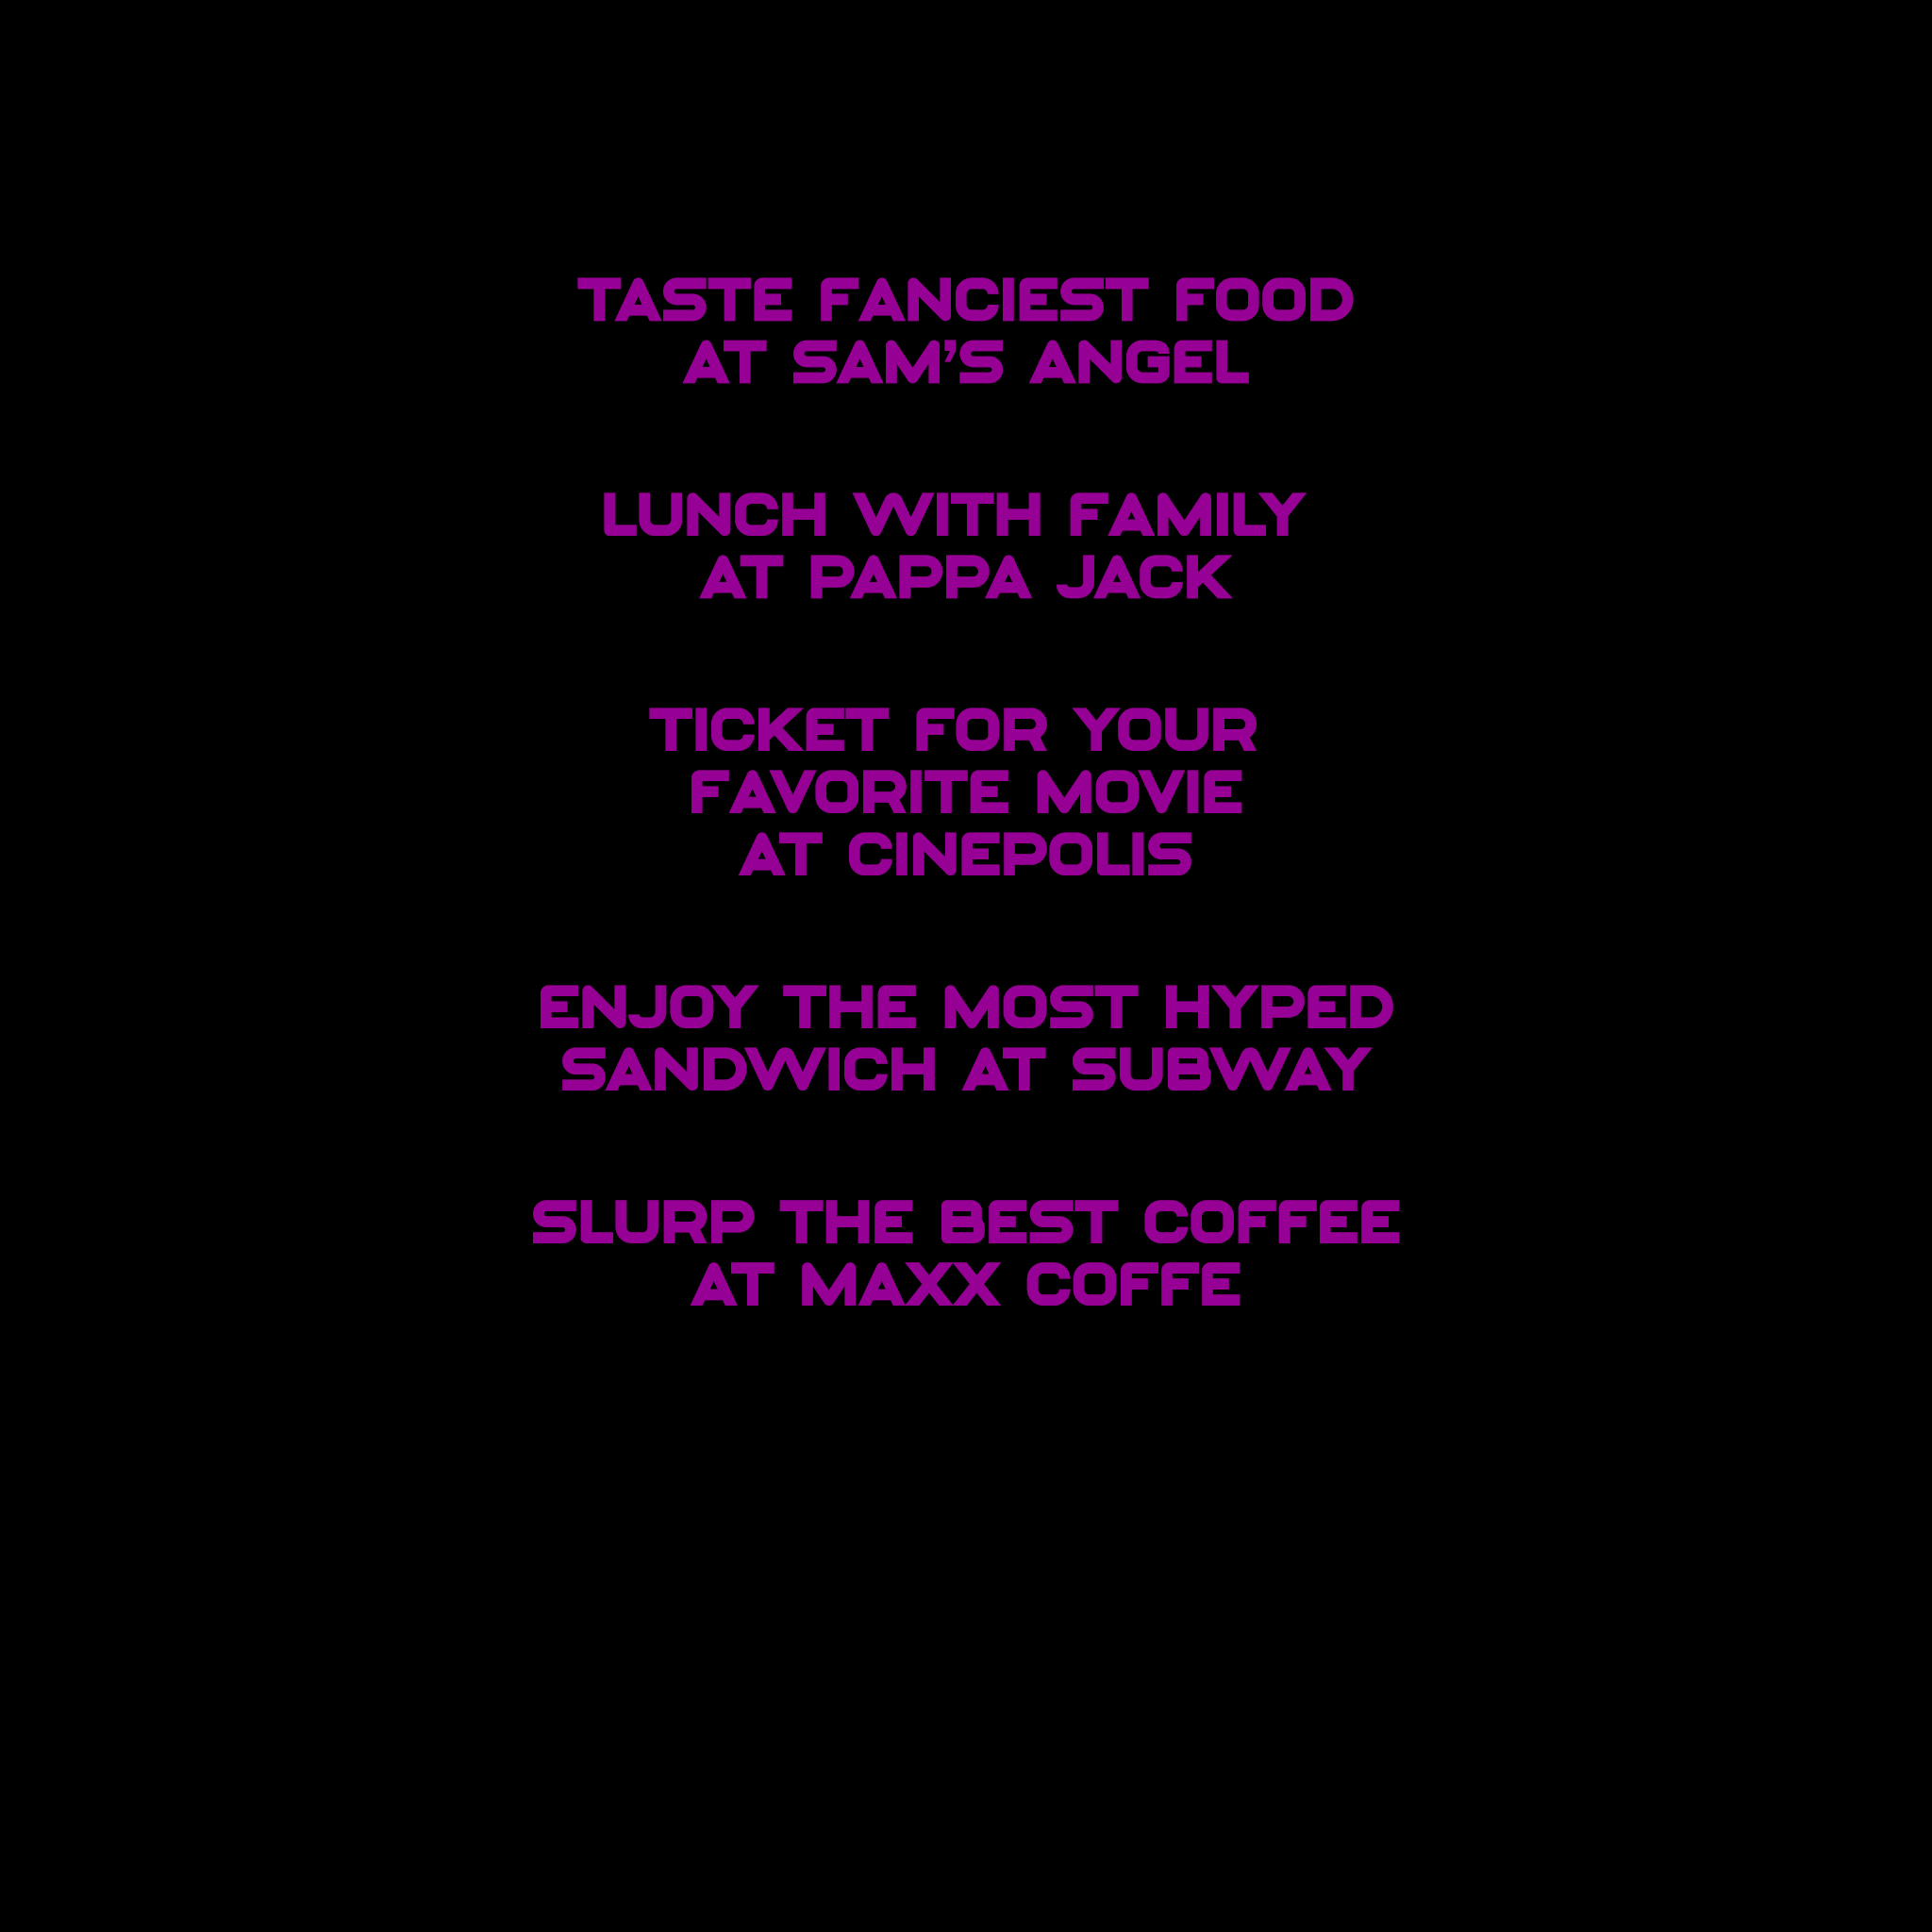 TASTE FANCIEST FOOD
AT SAM'S ANGEL
LUNCH WITH FAMILY
AT PAPPA JACK
TICKET FOR YOUR
FAVORITE MOVIE
AT CINEPOLIS
ENJOY THE MOST HYPED
SANDWICH AT SUBWAY
SLURP THE BEST COFFEE
AT MAXX COFFE